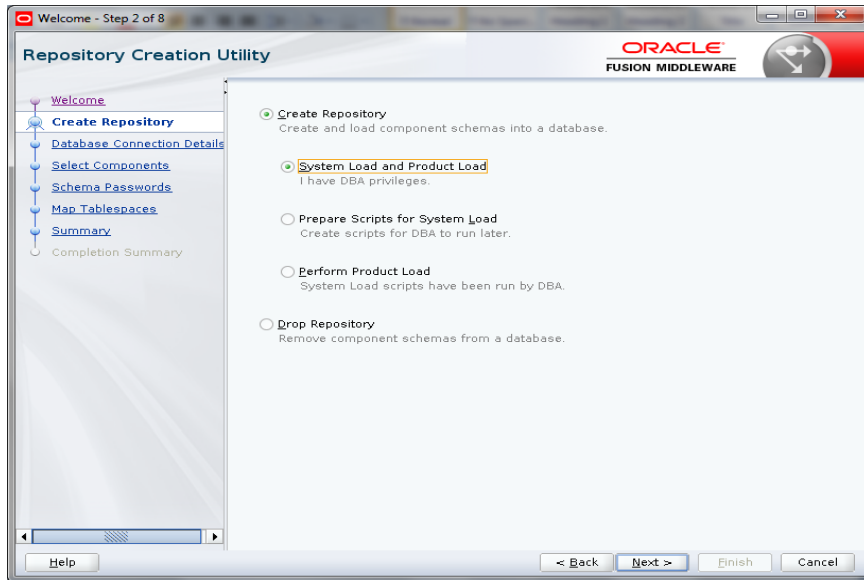 Welcome - Step 2 of 8
Repository Creation Utility
ORACLE
FUSION MIDDLEWARE
Welcome
Create Repository
Database Connection Details
Select Components
Schema Passwords
Map Tablespaces
Summary
Completion Summary
Create Repository
Create and load component schemas into a database.
System Load and Product Load
I have DBA privileges.
Prepare Scripts for System Load
Create scripts for DBA to run later.
Perform Product Load
System Load scripts have been run by DBA.
Drop Repository
Remove component schemas from a database.
Help
< Back
Next >
Finish
Cancel